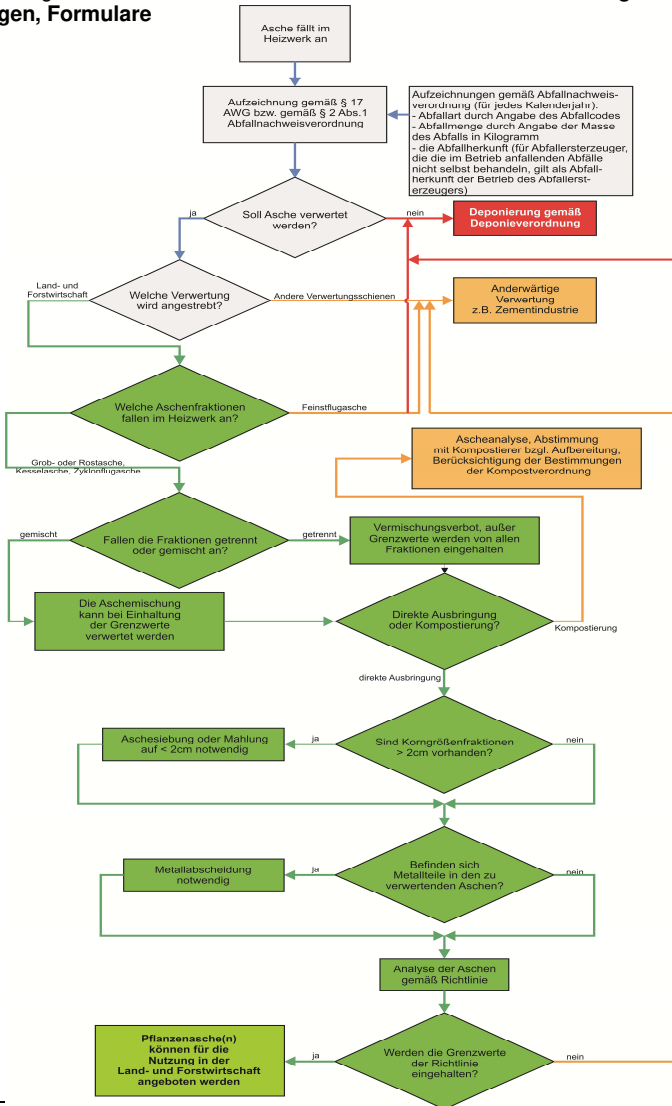 gen, Formulare
Asche fällt im
Heizwerk an
Aufzeichnung gemäß § 17
AWG bzw. gemäß § 2 Abs.1
Abfallnachweisverordnung
Aufzeichnungen gemäß Abfallnachweis-
verordnung (für jedes Kalenderjahr):
- Abfallart durch Angabe des Abfallcodes
- Abfallmenge durch Angabe der Masse
des Abfalls in Kilogramm
- die Abfallherkunft (für Abfallersterzeuger,
die die im Betrieb anfallenden Abfälle
nicht selbst behandeln, gilt als Abfall-
herkunft der Betrieb des Abfallerst-
erzeugers)
Soll Asche verwertet
werden?
ja
nein
Deponierung gemäß
Deponieverordnung
Land- und
Forstwirtschaft
Welche Verwertung
wird angestrebt?
Andere Verwertungsschienen
Anderwärtige
Verwertung
z.B. Zementindustrie
Welche Aschenfraktionen
fallen im Heizwerk an?
Feinstflugasche
Grob- oder Rostasche,
Kesselasche, Zyklonflugasche
Ascheanalyse, Abstimmung
mit Kompostierer bzgl. Aufbereitung,
Berücksichtigung der Bestimmungen
der Kompostverordnung
gemischt
Fallen die Fraktionen getrennt
oder gemischt an?
getrennt
Vermischungsverbot, außer
Grenzwerte werden von allen
Fraktionen eingehalten
Die Aschemischung
kann bei Einhaltung
der Grenzwerte
verwertet werden
Direkte Ausbringung
oder Kompostierung?
Kompostierung
direkte Ausbringung
Aschesiebung oder Mahlung
auf < 2cm notwendig
ja
Sind Korngrößenfraktionen
> 2cm vorhanden?
nein
Metallabscheidung
notwendig
ja
Befinden sich
Metallteile in den zu
verwertenden Aschen?
nein
Analyse der Aschen
gemäß Richtlinie
Pflanzenasche(n)
können für die
Nutzung in der
Land- und Forstwirtschaft
angeboten werden
ja
Werden die Grenzwerte
der Richtlinie
eingehalten?
nein